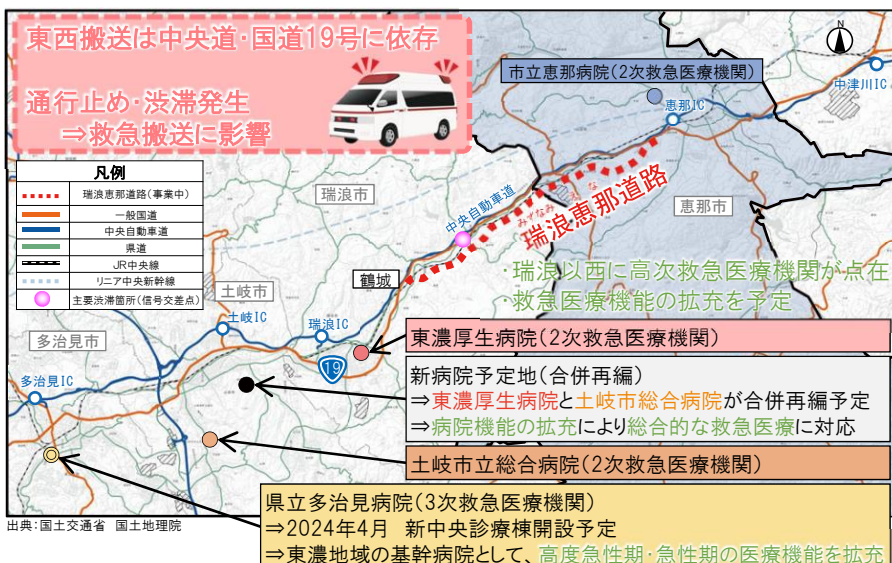 東西搬送は中央道・国道19号に依存
通行止め・渋滞発生
⇒救急搬送に影響
N
市立恵那病院(2次救急医療機関)
恵那IC
中津川IC
凡例
瑞浪恵那道路(事業中)
一般国道
中央自動車道
県道
JR中央線
リニア中央新幹線
主要渋滞箇所(信号交差点)
瑞浪市
中央自動車道
みずなみ えな
瑞浪恵那道路
恵那市
鶴城
・瑞浪以西に高次救急医療機関が点在
・救急医療機能の拡充を予定
土岐市
土岐IC
瑞浪IC
19
多治見市
多治見IC
東濃厚生病院(2次救急医療機関)
新病院予定地(合併再編)
⇒東濃厚生病院と土岐市総合病院が合併再編予定
⇒病院機能の拡充により総合的な救急医療に対応
土岐市立総合病院(2次救急医療機関)
県立多治見病院(3次救急医療機関)
⇒2024年4月 新中央診療棟開設予定
⇒東濃地域の基幹病院として、高度急性期・急性期の医療機能を拡充
出典:国土交通省 国土地理院